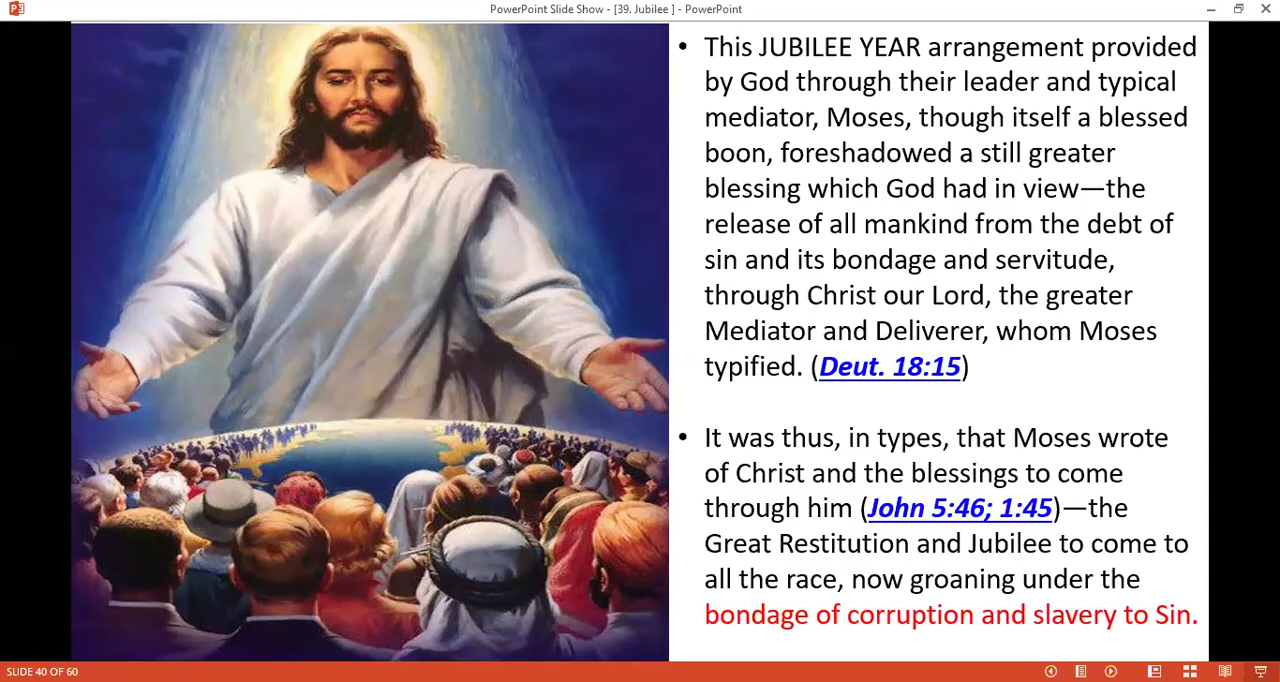 PowerPoint Slide Show - [39. Jubilee ] - PowerPoint
• This JUBILEE YEAR arrangement provided
by God through their leader and typical
mediator, Moses, though itself a blessed
boon, foreshadowed a still greater
blessing which God had in view—the
release of all mankind from the debt of
sin and its bondage and servitude,
through Christ our Lord, the greater
Mediator and Deliverer, whom Moses
typified. (Deut. 18:15)
• It was thus, in types, that Moses wrote
of Christ and the blessings to come
through him (John 5:46; 1:45)—the
Great Restitution and Jubilee to come to
all the race, now groaning under the
bondage of corruption and slavery to Sin.
SLIDE 40 OF 60